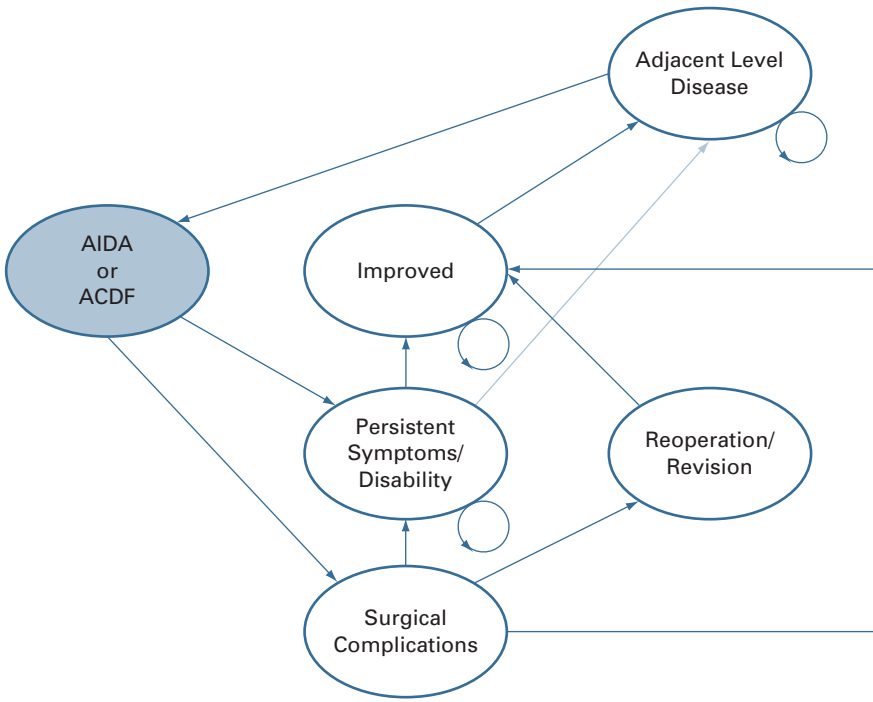 Adjacent Level
Disease
AIDA
or
ACDF
Improved
Persistent
Symptoms/
Disability
Reoperation/
Revision
Surgical
Complications